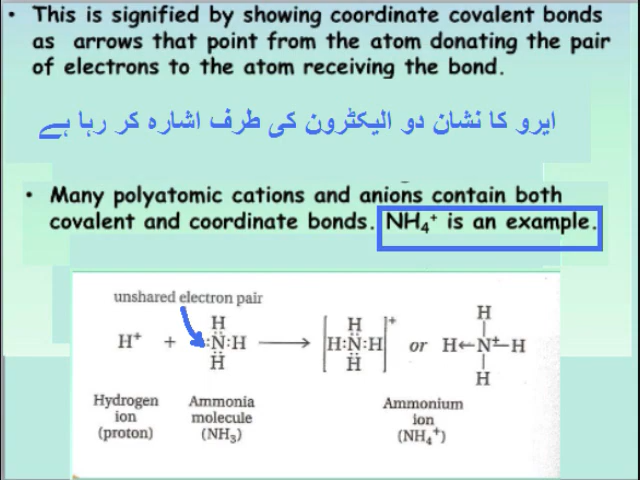 • This is signified by showing coordinate covalent bonds
as arrows that point from the atom donating the pair
of electrons to the atom receiving the bond.
ایرو کا نشان دو الیکٹرون کی طرف اشارہ کر رہا ہے
• Many polyatomic cations and anions contain both
covalent and coordinate bonds. NH₄⁺ is an example.
unshared electron pair
H H H
H⁺ + :N̈:H ⟶ [H:N̈:H]⁺ or H←N⁺–H
Ḧ Ḧ H
Hydrogen Ammonia Ammonium
ion molecule ion
(proton) (NH₃) (NH₄⁺)